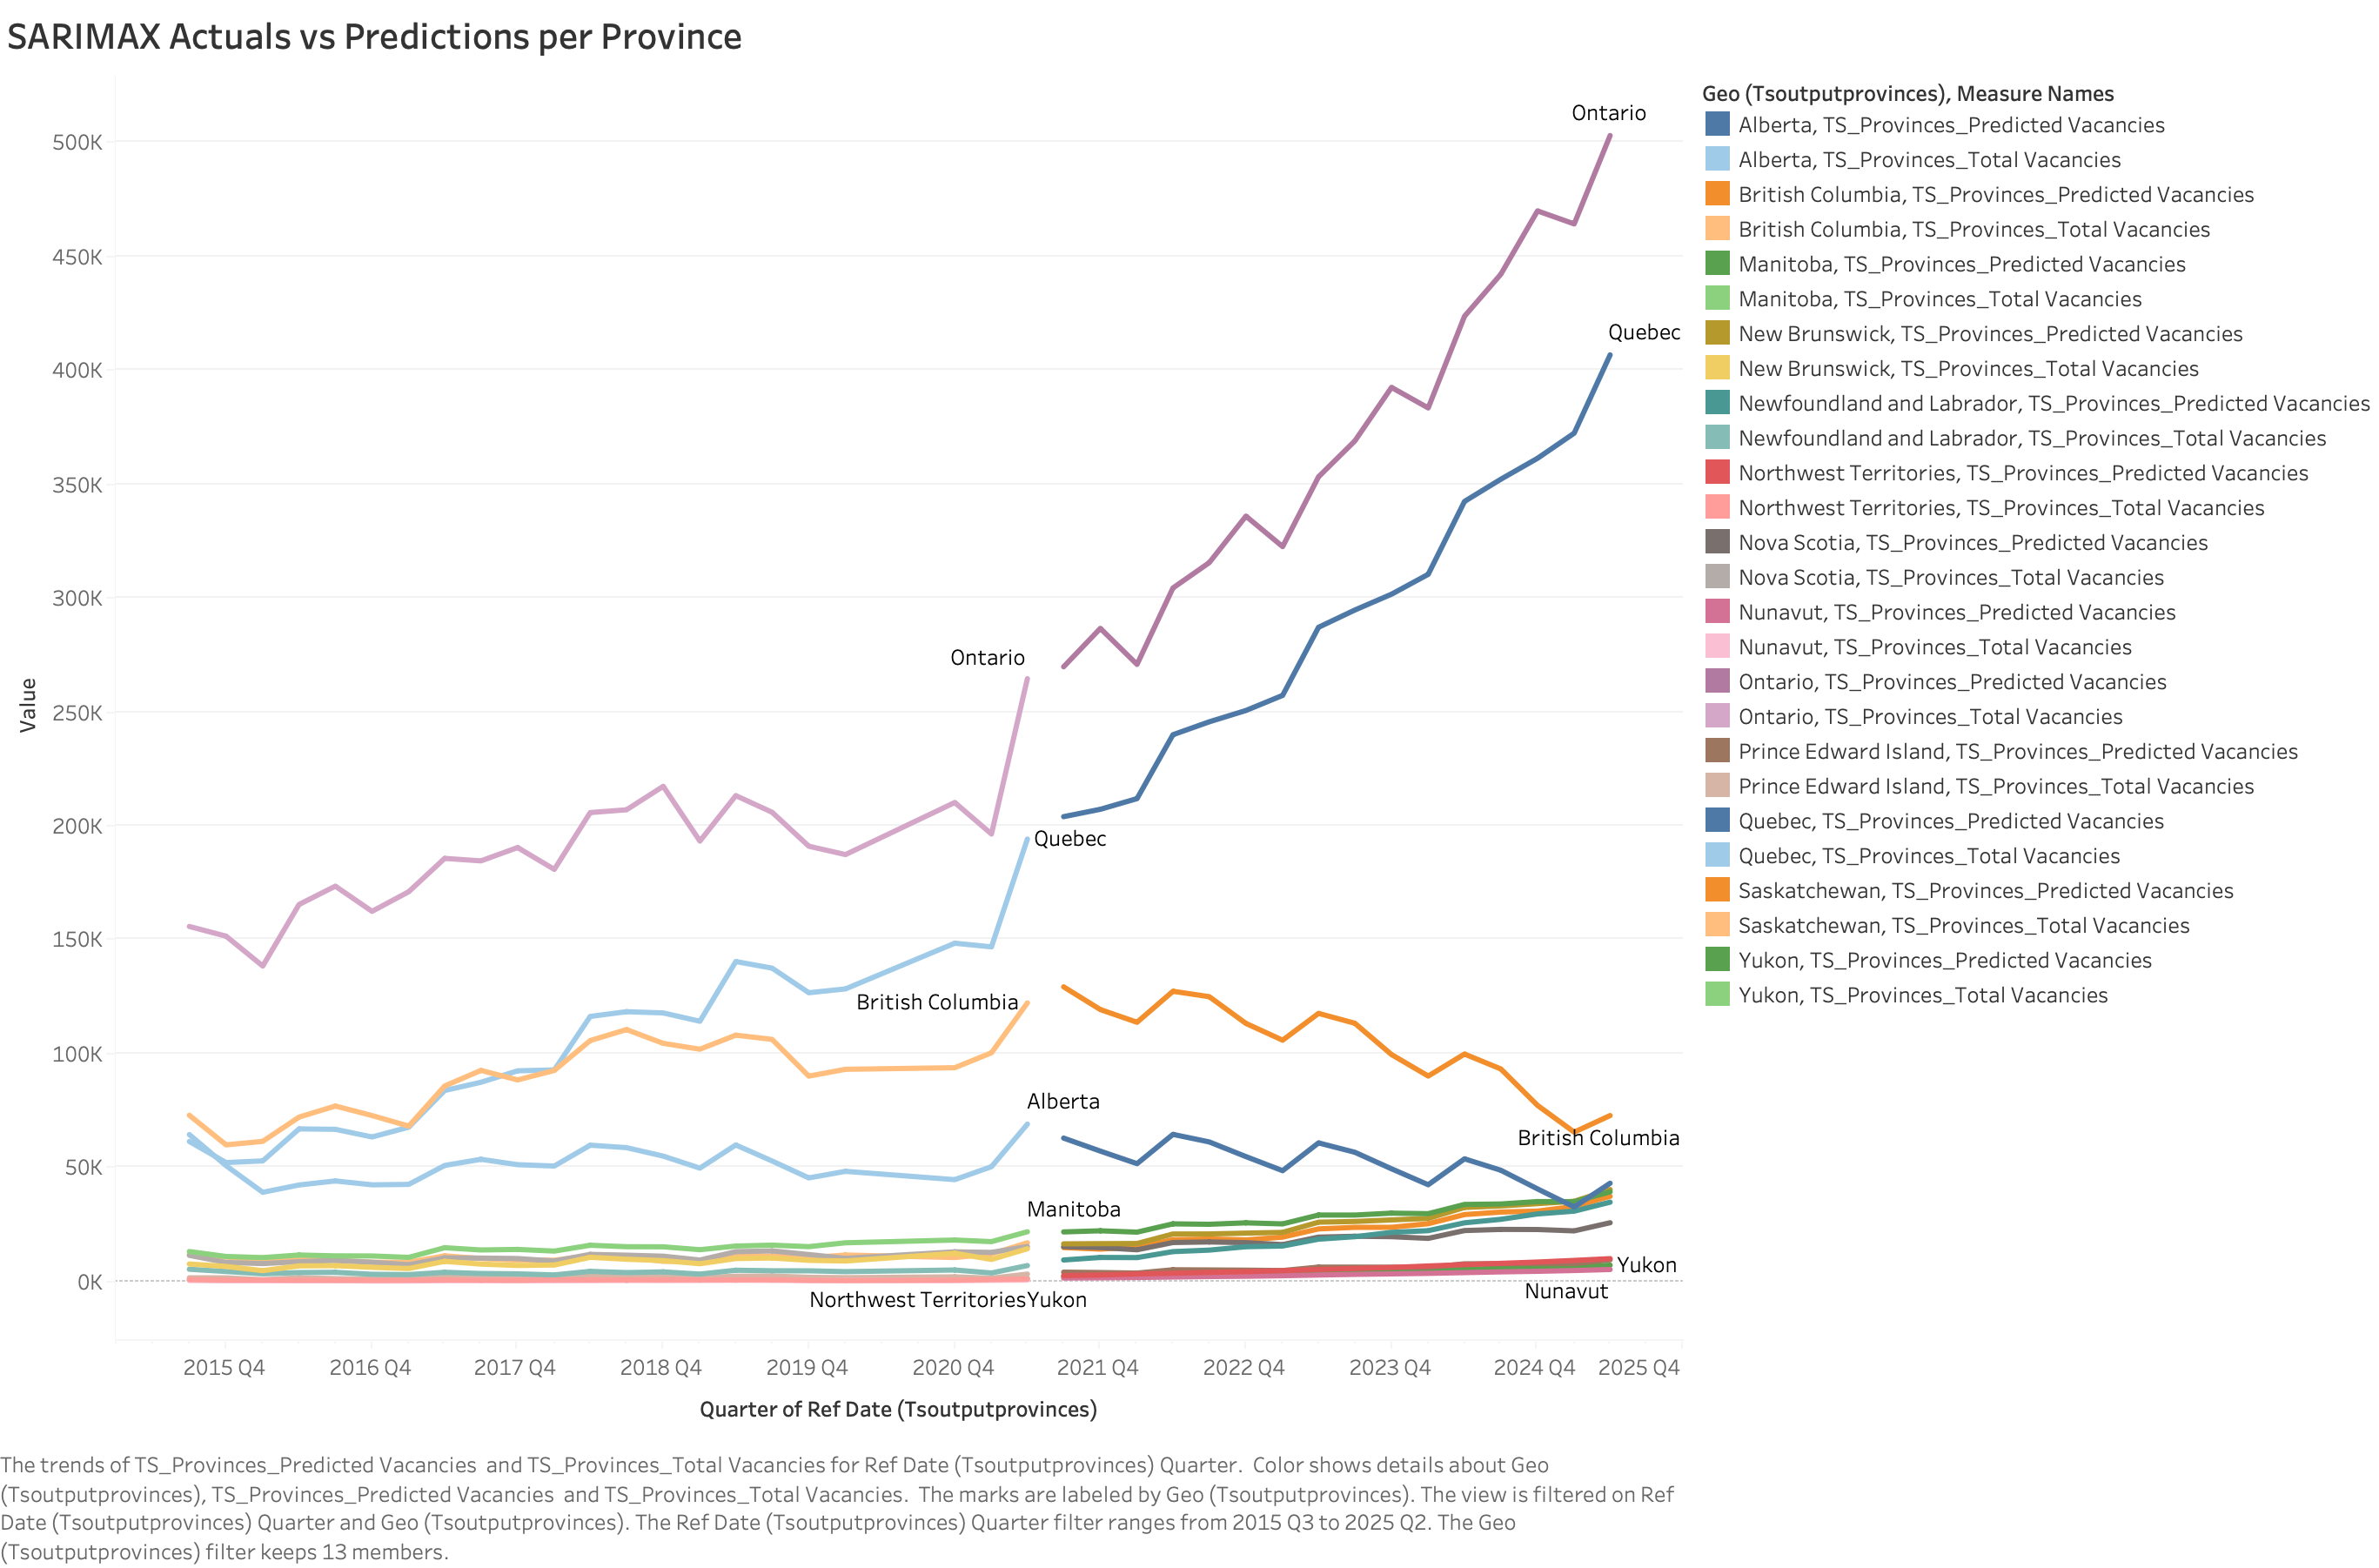 SARIMAX Actuals vs Predictions per Province
Geo (Tsoutputprovinces), Measure Names
Alberta, TS_Provinces_Predicted Vacancies
Alberta, TS_Provinces_Total Vacancies
British Columbia, TS_Provinces_Predicted Vacancies
British Columbia, TS_Provinces_Total Vacancies
Manitoba, TS_Provinces_Predicted Vacancies
Manitoba, TS_Provinces_Total Vacancies
New Brunswick, TS_Provinces_Predicted Vacancies
New Brunswick, TS_Provinces_Total Vacancies
Newfoundland and Labrador, TS_Provinces_Predicted Vacancies
Newfoundland and Labrador, TS_Provinces_Total Vacancies
Northwest Territories, TS_Provinces_Predicted Vacancies
Northwest Territories, TS_Provinces_Total Vacancies
Nova Scotia, TS_Provinces_Predicted Vacancies
Nova Scotia, TS_Provinces_Total Vacancies
Nunavut, TS_Provinces_Predicted Vacancies
Nunavut, TS_Provinces_Total Vacancies
Ontario, TS_Provinces_Predicted Vacancies
Ontario, TS_Provinces_Total Vacancies
Prince Edward Island, TS_Provinces_Predicted Vacancies
Prince Edward Island, TS_Provinces_Total Vacancies
Quebec, TS_Provinces_Predicted Vacancies
Quebec, TS_Provinces_Total Vacancies
Saskatchewan, TS_Provinces_Predicted Vacancies
Saskatchewan, TS_Provinces_Total Vacancies
Yukon, TS_Provinces_Predicted Vacancies
Yukon, TS_Provinces_Total Vacancies
Value
500K
450K
400K
350K
300K
250K
200K
150K
100K
50K
0K
Ontario
Quebec
Ontario
Quebec
British Columbia
Alberta
British Columbia
Manitoba
Yukon
Nunavut
Northwest Territories
Yukon
2015 Q4
2016 Q4
2017 Q4
2018 Q4
2019 Q4
2020 Q4
2021 Q4
2022 Q4
2023 Q4
2024 Q4
2025 Q4
Quarter of Ref Date (Tsoutputprovinces)
The trends of TS_Provinces_Predicted Vacancies and TS_Provinces_Total Vacancies for Ref Date (Tsoutputprovinces) Quarter. Color shows details about Geo
(Tsoutputprovinces), TS_Provinces_Predicted Vacancies and TS_Provinces_Total Vacancies. The marks are labeled by Geo (Tsoutputprovinces). The view is filtered on Ref
Date (Tsoutputprovinces) Quarter and Geo (Tsoutputprovinces). The Ref Date (Tsoutputprovinces) Quarter filter ranges from 2015 Q3 to 2025 Q2. The Geo
(Tsoutputprovinces) filter keeps 13 members.